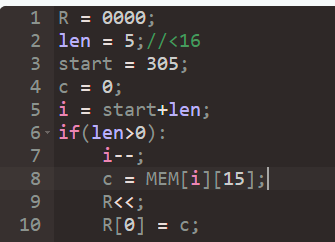 1 R = 0000;
2 len = 5;//<16
3 start = 305;
4 c = 0;
5 i = start+len;
6 if(len>0):
7 i--;
8 c = MEM[i][15];
9 R<<;
10 R[0] = c;